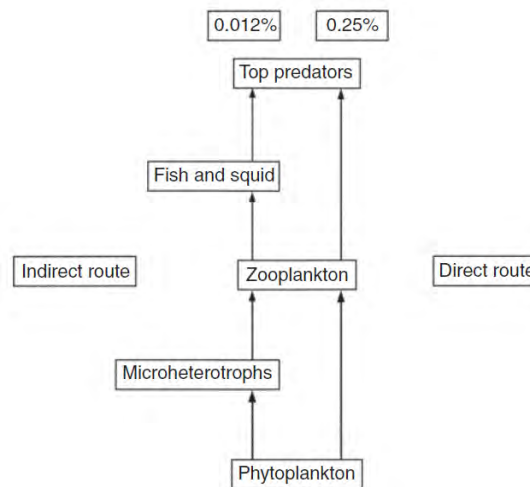 0.012%
0.25%
Top predators
Fish and squid
Indirect route
Zooplankton
Direct route
Microheterotrophs
Phytoplankton